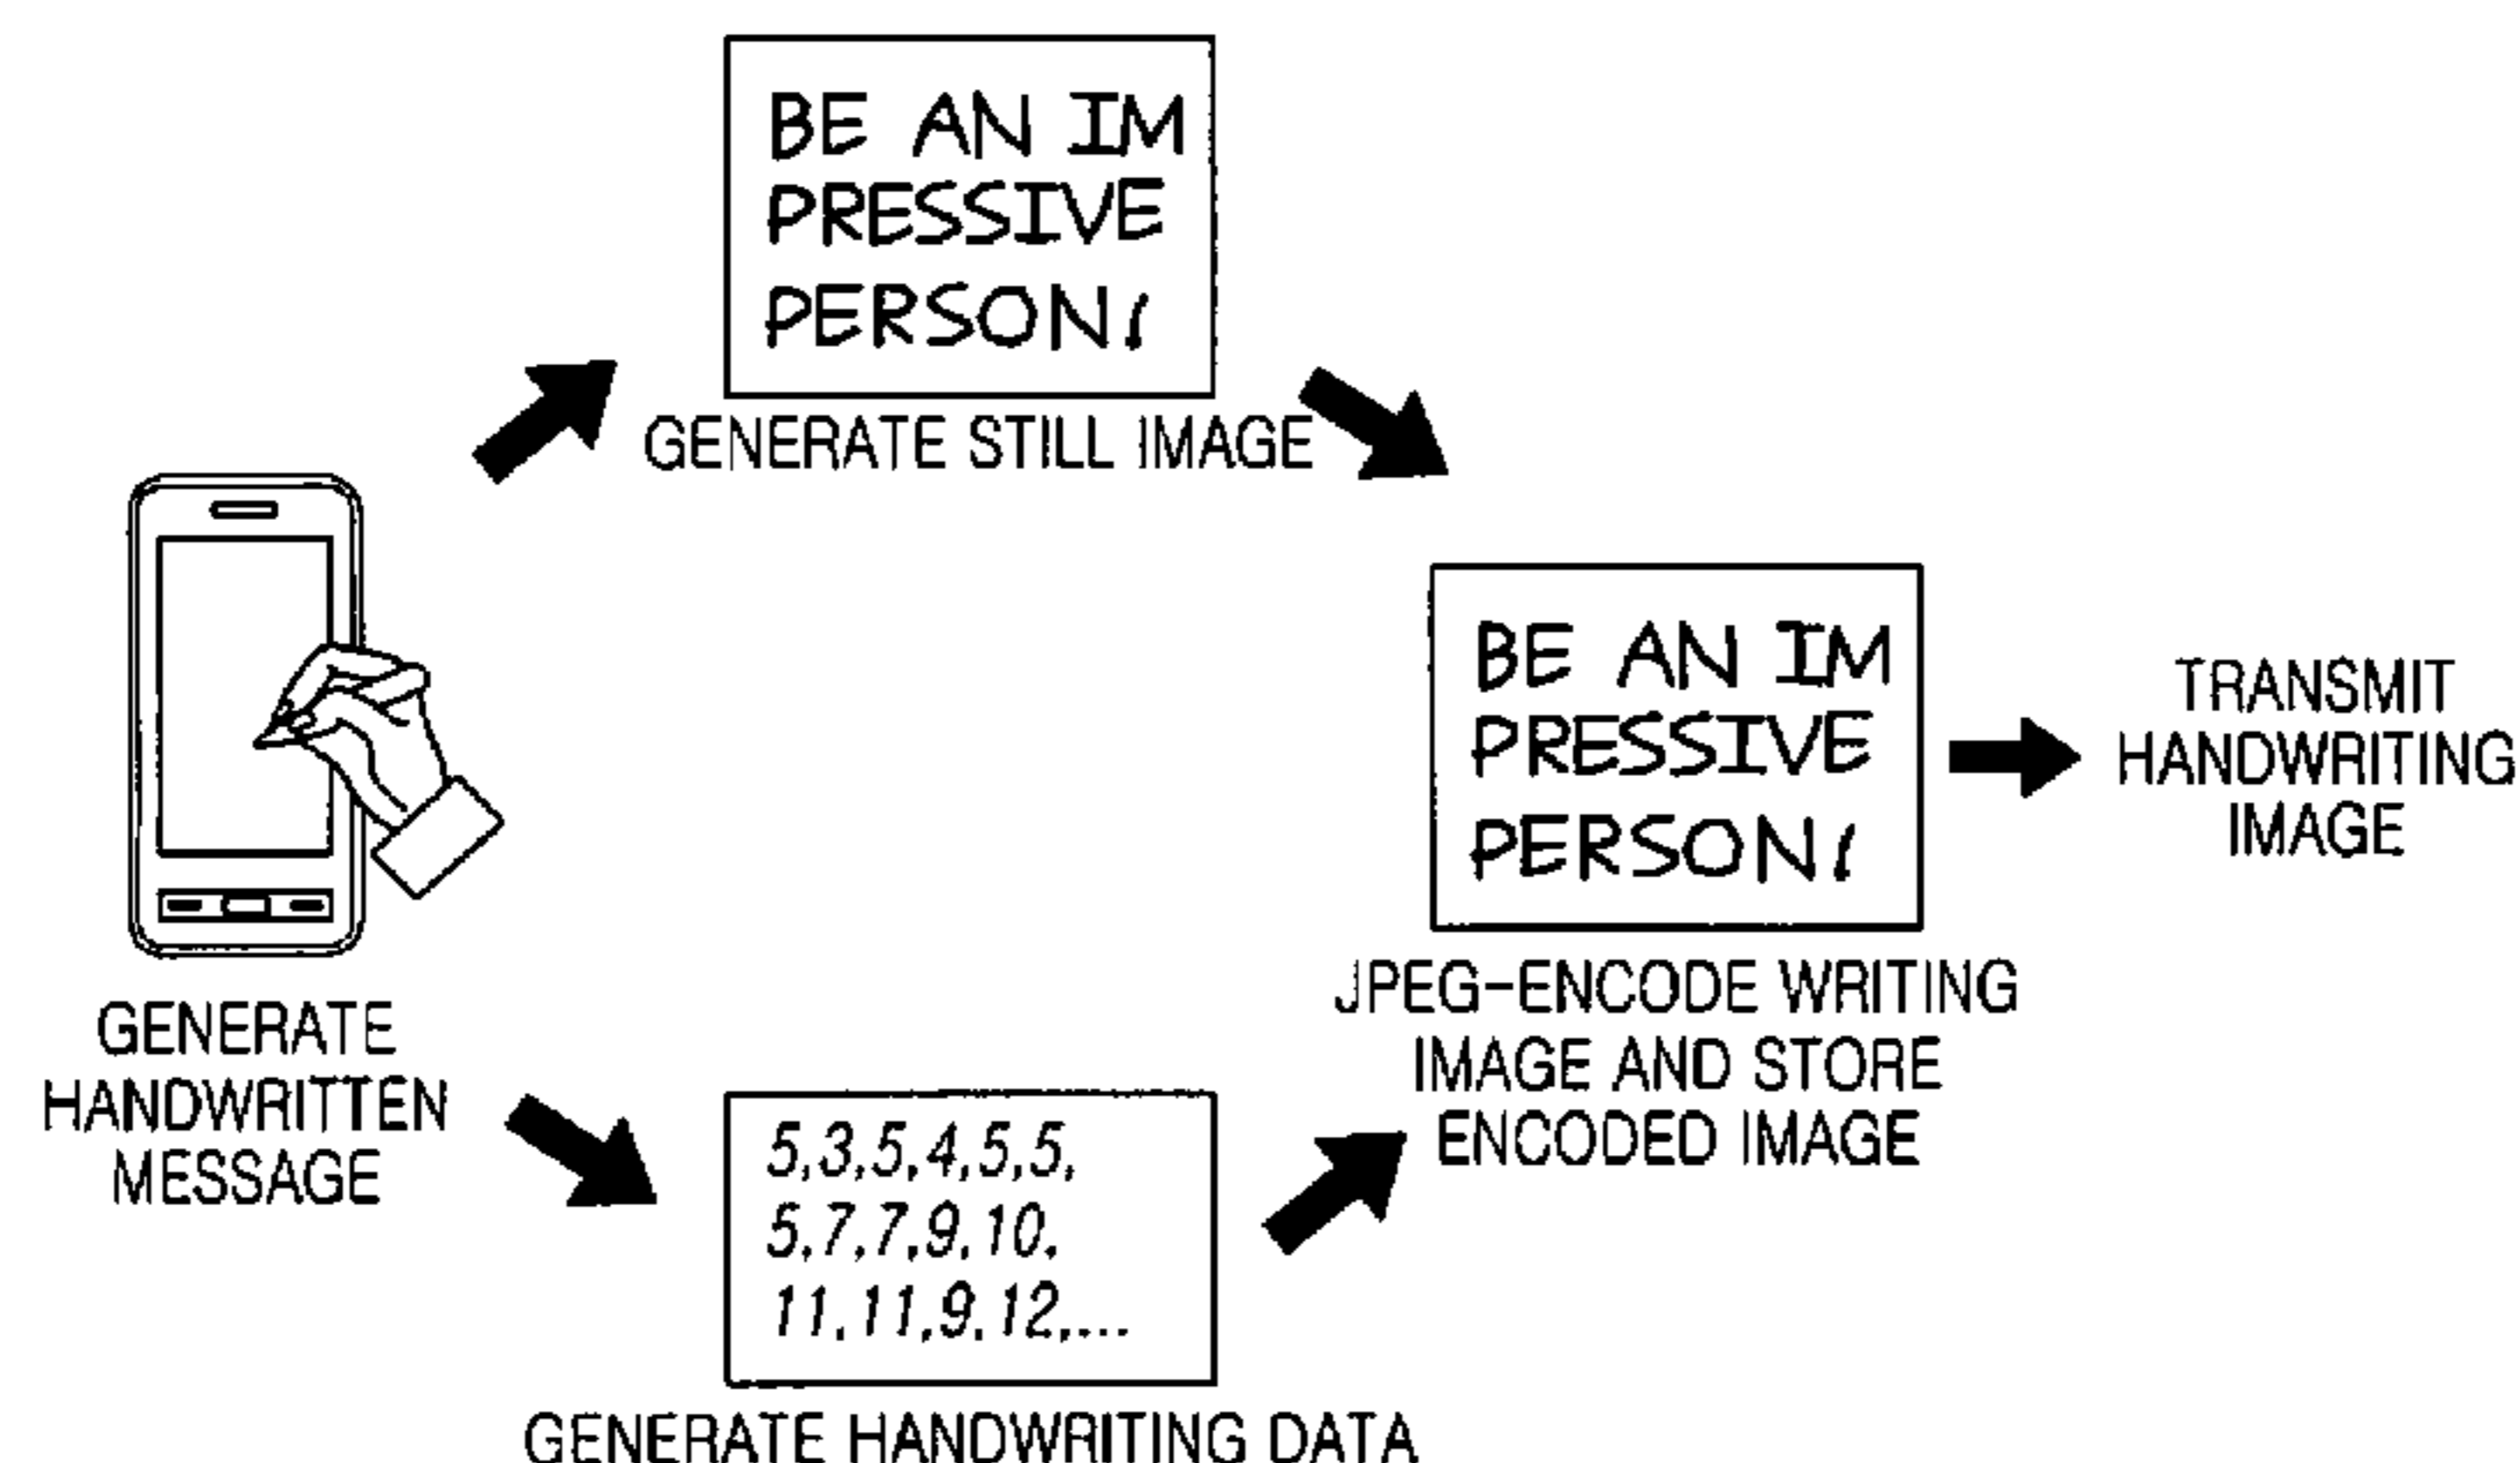 BE AN IM
PRESSIVE
PERSON!
GENERATE STILL IMAGE
GENERATE
HANDWRITTEN
MESSAGE
5,3,5,4,5,5,
5,7,7,9,10,
11,11,9,12,...
GENERATE HANDWRITING DATA
BE AN IM
PRESSIVE
PERSON!
JPEG-ENCODE WRITING
IMAGE AND STORE
ENCODED IMAGE
TRANSMIT
HANDWRITING
IMAGE